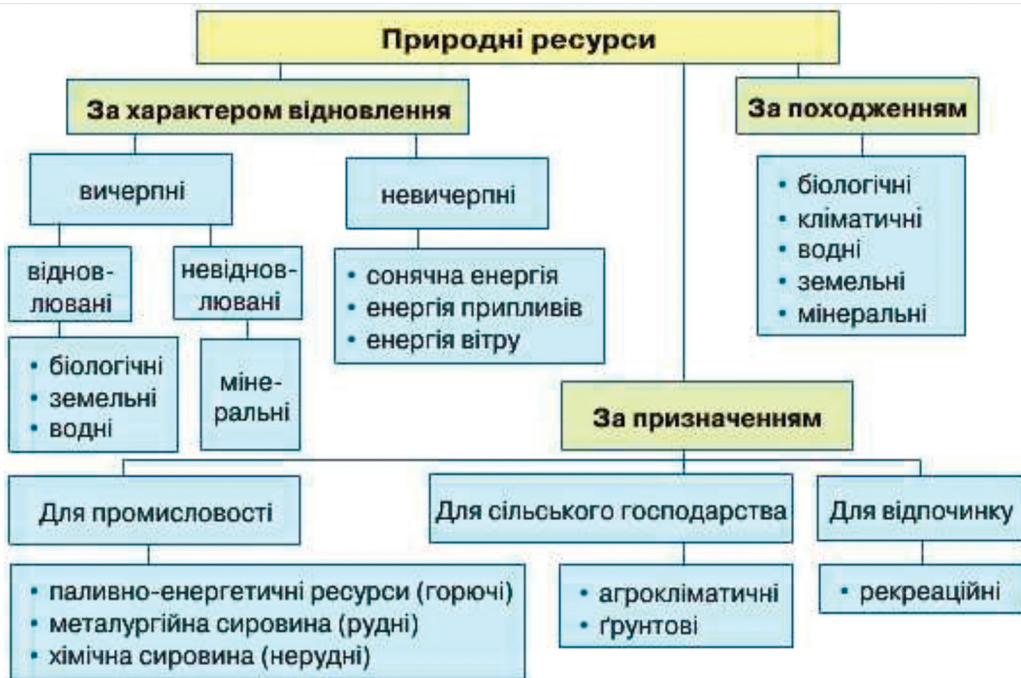 Природні ресурси
За характером відновлення
За походженням
вичерпні
невичерпні
віднов-
лювані
невіднов-
лювані
• біологічні
• земельні
• водні
міне-
ральні
• сонячна енергія
• енергія припливів
• енергія вітру
• біологічні
• кліматичні
• водні
• земельні
• мінеральні
За призначенням
Для промисловості
Для сільського господарства
Для відпочинку
• паливно-енергетичні ресурси (горючі)
• металургійна сировина (рудні)
• хімічна сировина (нерудні)
• агрокліматичні
• ґрунтові
• рекреаційні